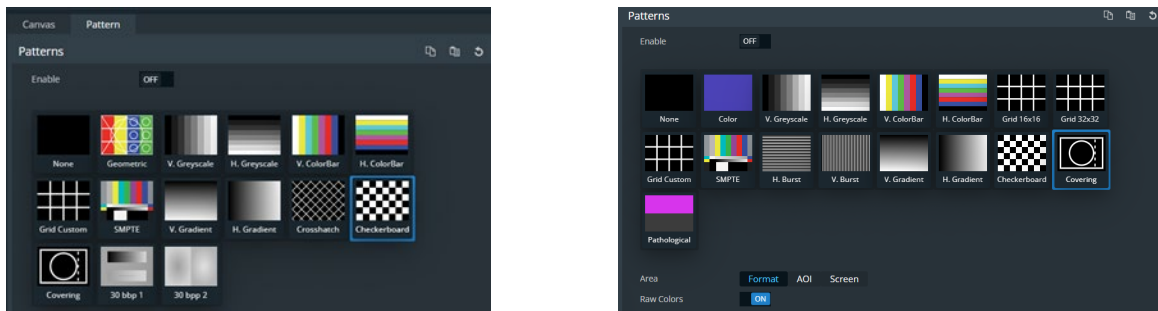 Canvas Pattern
Patterns
Enable OFF
None Geometric V. Greyscale H. Greyscale V. ColorBar H. ColorBar
Grid Custom SMPTE V. Gradient H. Gradient Crosshatch Checkerboard
Covering 30 bbp 1 30 bpp 2
Patterns
Enable OFF
None Color V. Greyscale H. Greyscale V. ColorBar H. ColorBar Grid 16x16 Grid 32x32
Grid Custom SMPTE H. Burst V. Burst V. Gradient H. Gradient Checkerboard Covering
Pathological
Area Format AOI Screen
Raw Colors ON